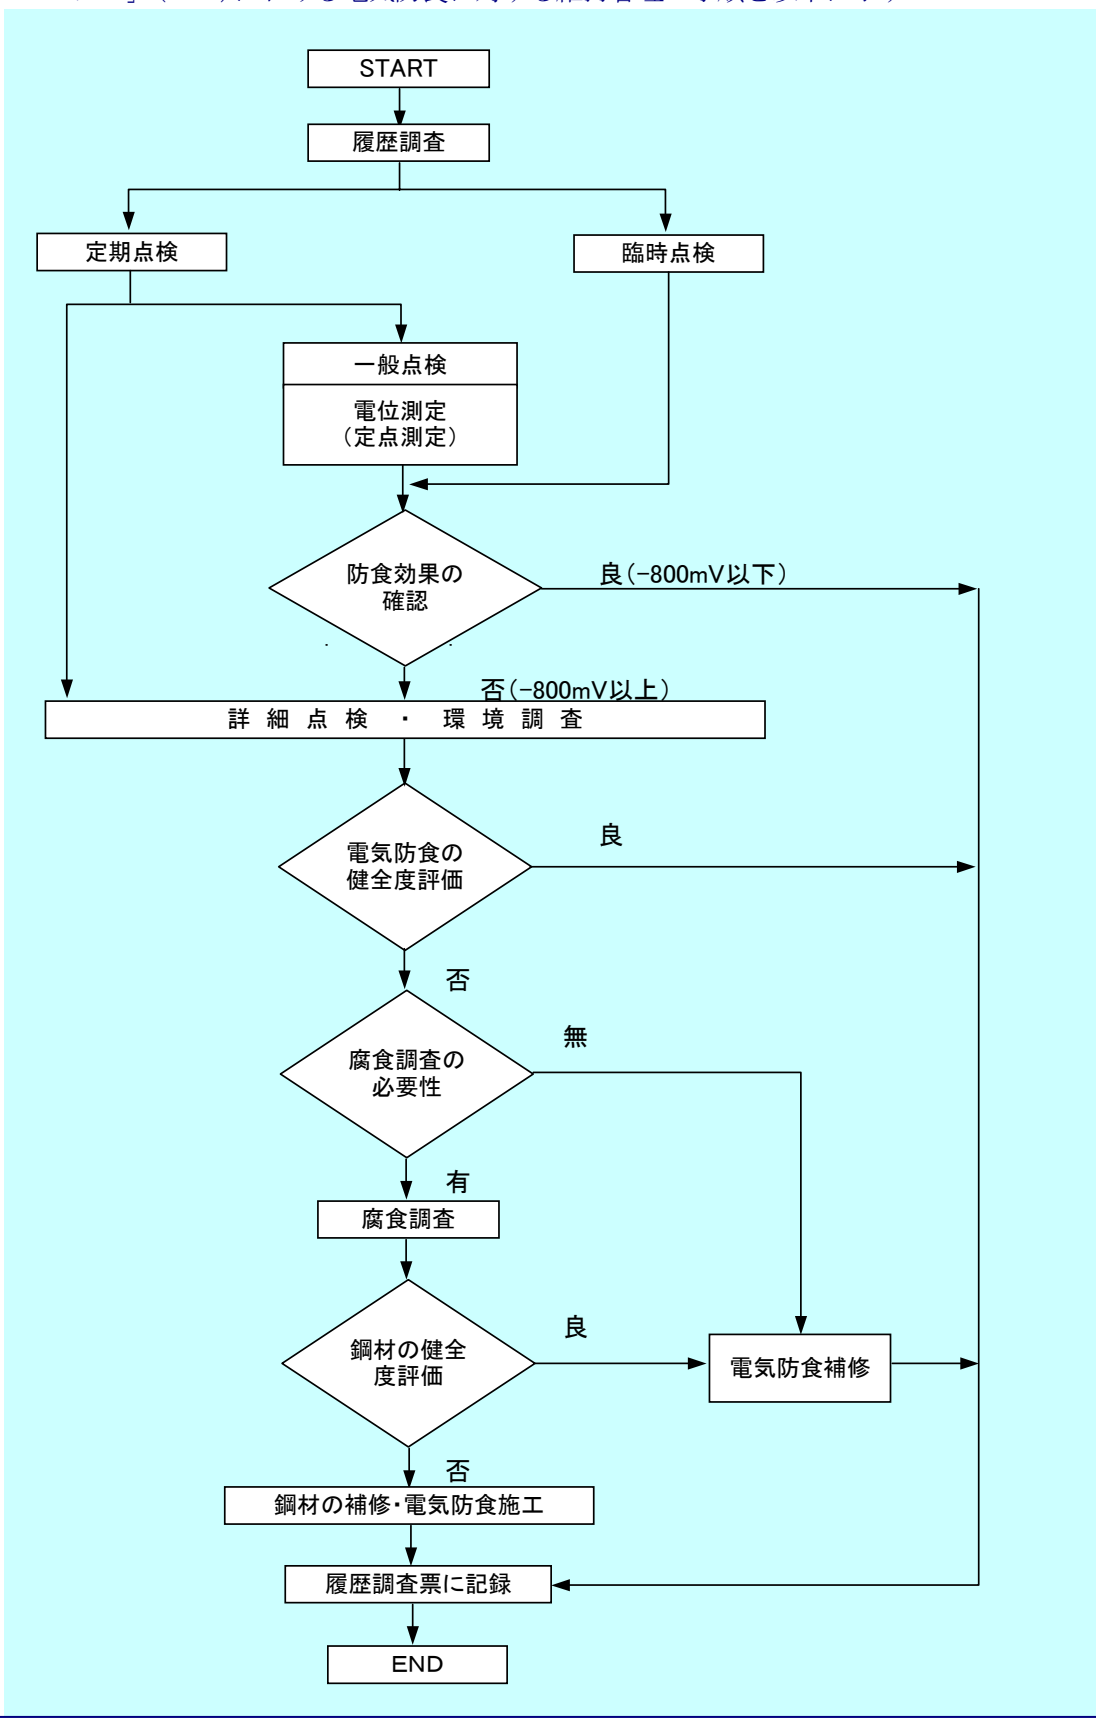 START
履歴調査
定期点検
臨時点検
一般点検
電位測定
（定点測定）
防食効果の
確認
良（-800mV以下）
否（-800mV以上）
詳細点検・環境調査
電気防食の
健全度評価
良
否
腐食調査の
必要性
無
有
腐食調査
鋼材の健全
度評価
良
電気防食補修
否
鋼材の補修・電気防食施工
履歴調査票に記録
END